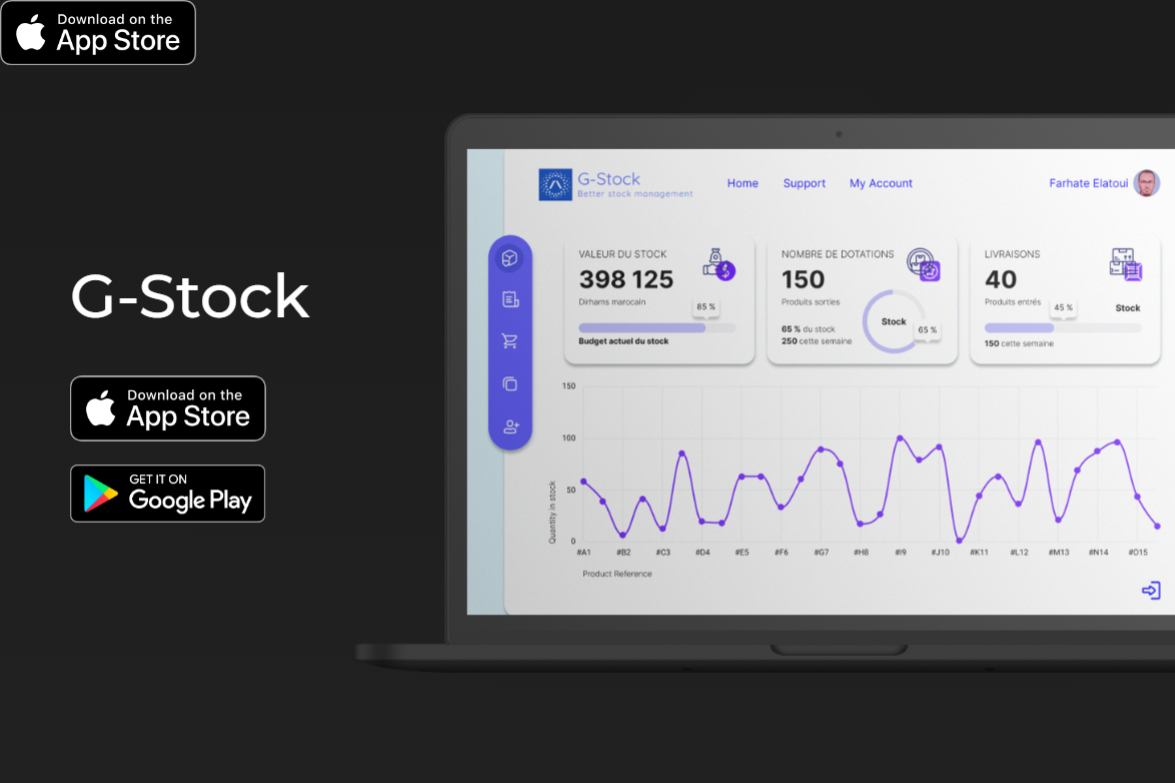 Download on the
App Store
G-Stock
Download on the
App Store
GET IT ON
Google Play
G-Stock
Better stock management
Home Support My Account
Farhate Elatoui
VALEUR DU STOCK
398 125
Dirhams marocain
85 %
Budget actuel du stock
NOMBRE DE DOTATIONS
150
Produits sorties
65 % du stock
250 cette semaine
Stock
65 %
LIVRAISONS
40
Produits entrés
45 %
Stock
150 cette semaine
150
100
50
0
Quantity in stock
#A1 #B2 #C3 #D4 #E5 #F6 #G7 #H8 #I9 #J10 #K11 #L12 #M13 #N14 #O15
Product Reference